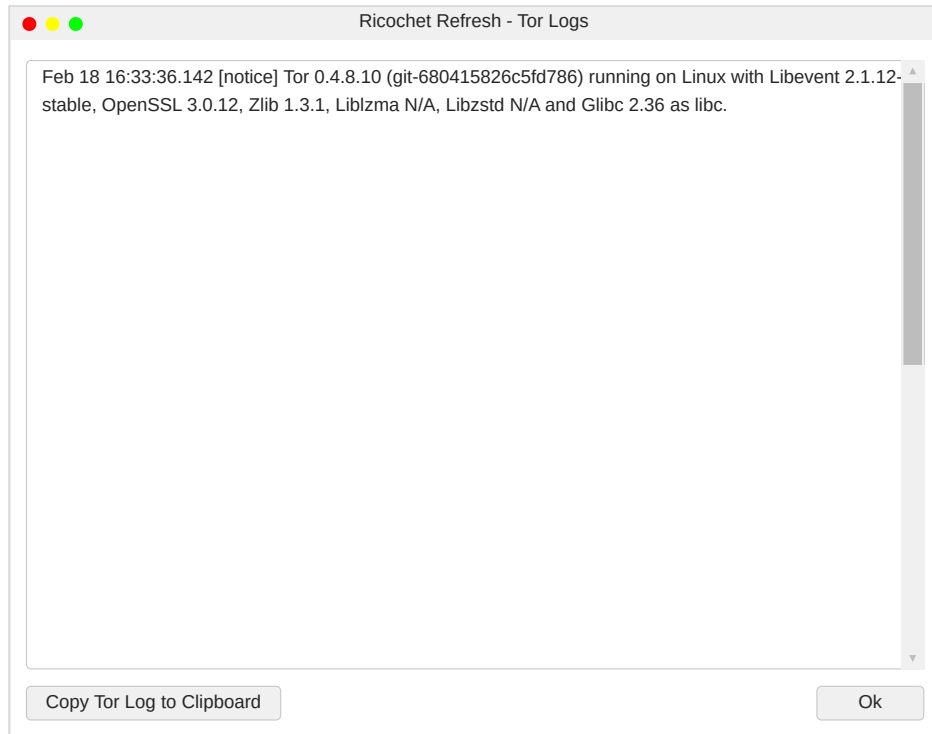 Ricochet Refresh - Tor Logs
Feb 18 16:33:36.142 [notice] Tor 0.4.8.10 (git-680415826c5fd786) running on Linux with Libevent 2.1.12-
stable, OpenSSL 3.0.12, Zlib 1.3.1, Liblzma N/A, Libzstd N/A and Glibc 2.36 as libc.
Copy Tor Log to Clipboard
Ok